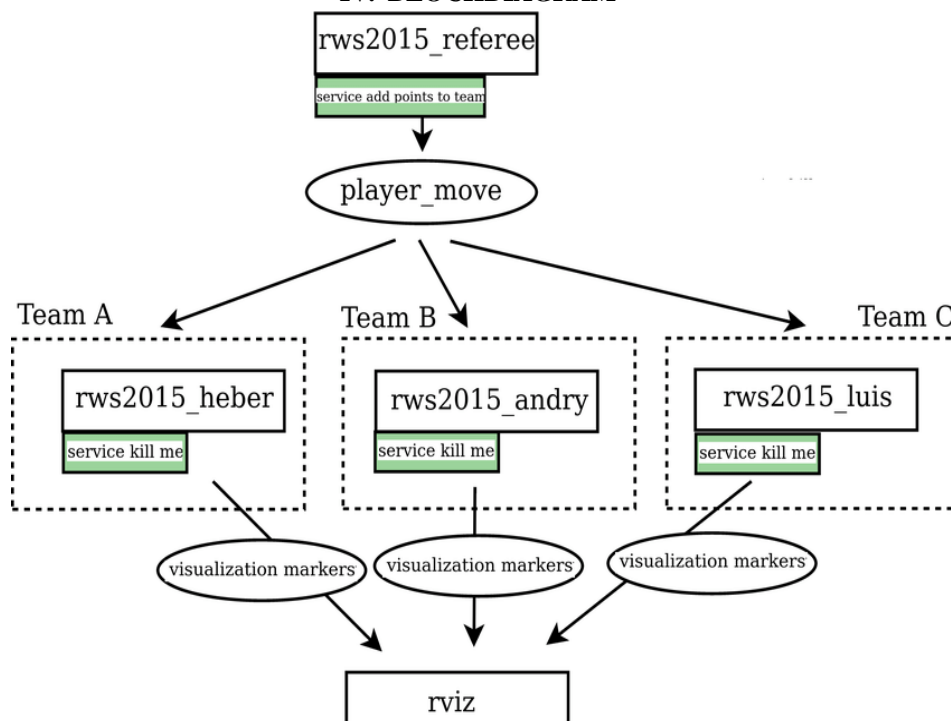 rws2015_referee
service add points to team
player_move
Team A
Team B
Team C
rws2015_heber
rws2015_andry
rws2015_luis
service kill me
service kill me
service kill me
visualization markers
visualization markers
visualization markers
rviz